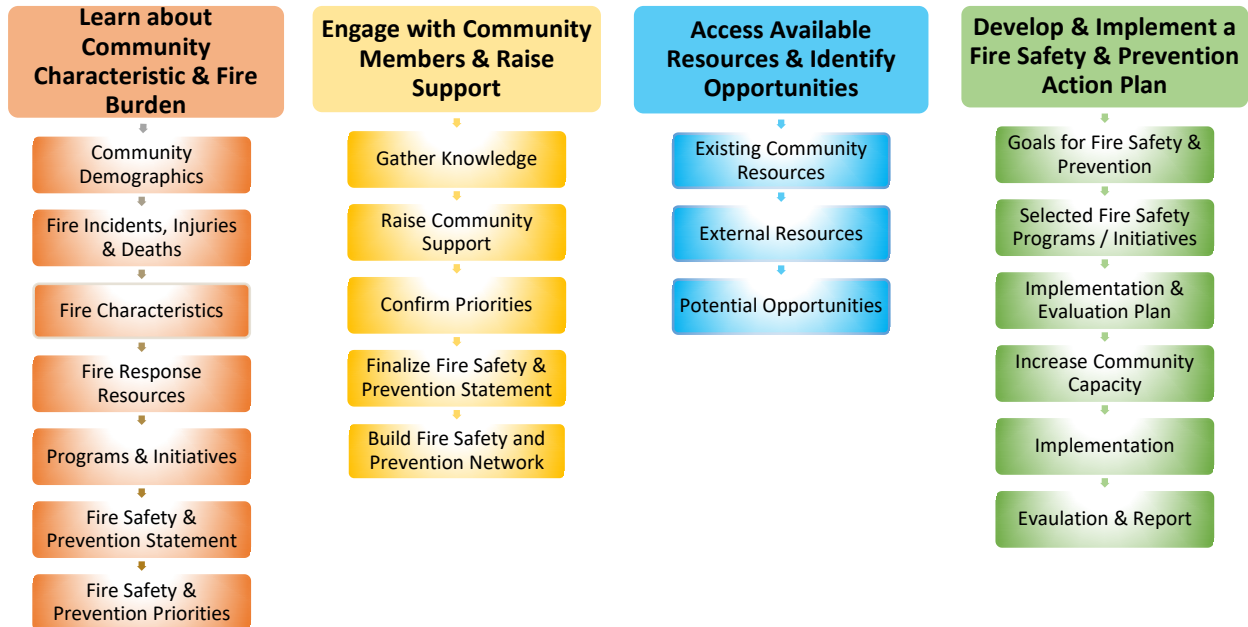 Learn about
Community
Characteristic & Fire
Burden
Community
Demographics
Fire Incidents, Injuries
& Deaths
Fire Characteristics
Fire Response
Resources
Programs & Initiatives
Fire Safety &
Prevention Statement
Fire Safety &
Prevention Priorities
Engage with Community
Members & Raise
Support
Gather Knowledge
Raise Community
Support
Confirm Priorities
Finalize Fire Safety &
Prevention Statement
Build Fire Safety and
Prevention Network
Access Available
Resources & Identify
Opportunities
Existing Community
Resources
External Resources
Potential Opportunities
Develop & Implement a
Fire Safety & Prevention
Action Plan
Goals for Fire Safety &
Prevention
Selected Fire Safety
Programs / Initiatives
Implementation &
Evaluation Plan
Increase Community
Capacity
Implementation
Evaulation & Report